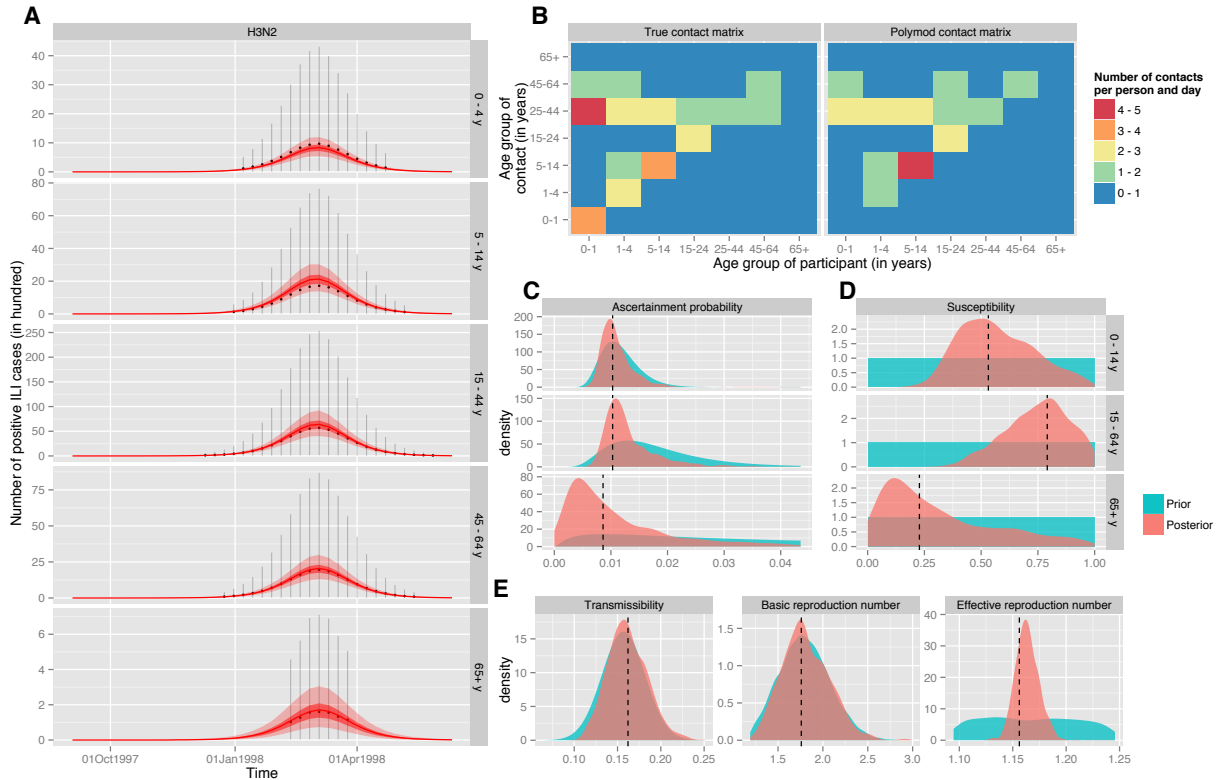 A
H3N2
Number of positive ILI cases (in hundred)
40
30
20
10
0
0 - 4 y
80
60
40
20
0
5 - 14 y
250
200
150
100
50
0
15 - 44 y
75
50
25
0
45 - 64 y
6
4
2
0
65+ y
01Oct1997
01Jan1998
01Apr1998
Time
B
True contact matrix
Polymod contact matrix
Age group of
contact (in years)
65+
45-64
25-44
15-24
5-14
1-4
0-1
0-1 1-4 5-14 15-24 25-44 45-64 65+
0-1 1-4 5-14 15-24 25-44 45-64 65+
Age group of participant (in years)
Number of contacts
per person and day
4 - 5
3 - 4
2 - 3
1 - 2
0 - 1
C
Ascertainment probability
density
200
150
100
50
0
150
100
50
0
80
60
40
20
0
0.00 0.01 0.02 0.03 0.04
D
Susceptibility
2.0
1.5
1.0
0.5
0.0
0 - 14 y
2
1
0
15 - 64 y
2.0
1.5
1.0
0.5
0.0
65+ y
0.00 0.25 0.50 0.75 1.00
Prior
Posterior
E
Transmissibility
density
15
10
5
0
0.10 0.15 0.20 0.25
Basic reproduction number
1.5
1.0
0.5
0.0
1.5 2.0 2.5 3.0
Effective reproduction number
40
30
20
10
0
1.10 1.15 1.20 1.25